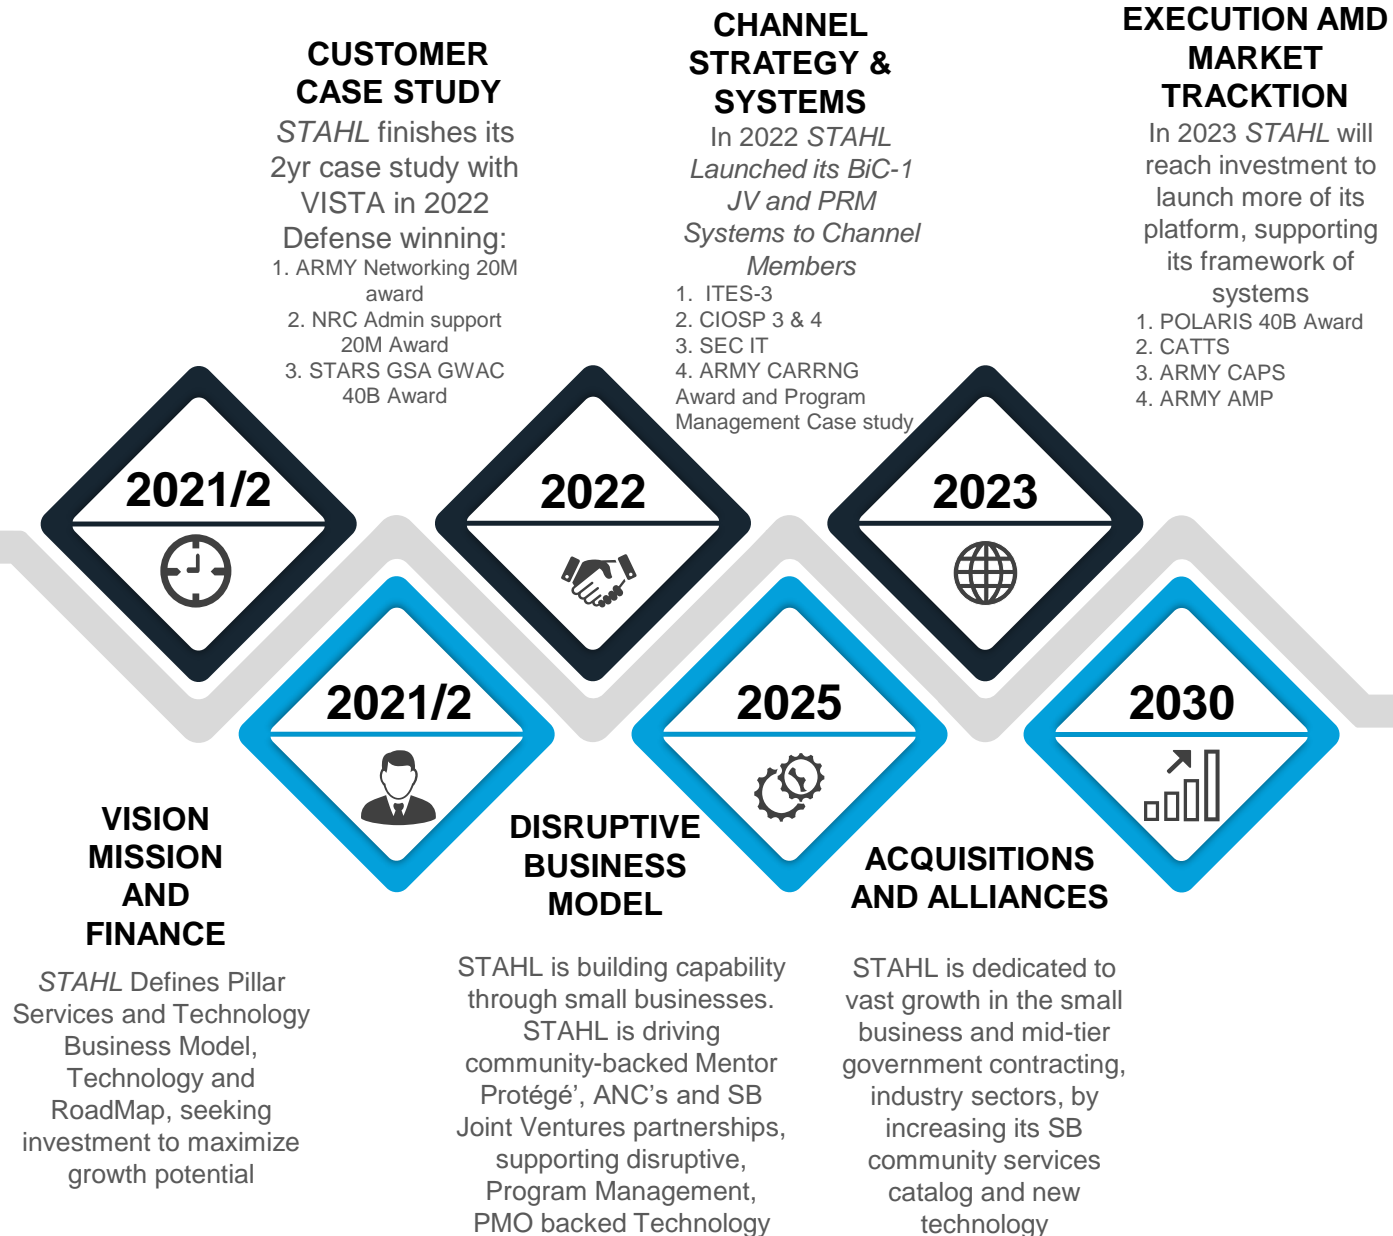 CUSTOMER
CASE STUDY
STAHL finishes its
2yr case study with
VISTA in 2022
Defense winning:
1. ARMY Networking 20M
award
2. NRC Admin support
20M Award
3. STARS GSA GWAC
40B Award
CHANNEL
STRATEGY &
SYSTEMS
In 2022 STAHL
Launched its BiC-1
JV and PRM
Systems to Channel
Members
1. ITES-3
2. CIOSP 3 & 4
3. SEC IT
4. ARMY CARRNG
Award and Program
Management Case study
EXECUTION AMD
MARKET
TRACKTION
In 2023 STAHL will
reach investment to
launch more of its
platform, supporting
its framework of
systems
1. POLARIS 40B Award
2. CATTS
3. ARMY CAPS
4. ARMY AMP
2021/2
2022
2023
2021/2
2025
2030
VISION
MISSION
AND
FINANCE
STAHL Defines Pillar
Services and Technology
Business Model,
Technology and
RoadMap, seeking
investment to maximize
growth potential
DISRUPTIVE
BUSINESS
MODEL
STAHL is building capability
through small businesses.
STAHL is driving
community-backed Mentor
Protégé’, ANC’s and SB
Joint Ventures partnerships,
supporting disruptive,
Program Management,
PMO backed Technology
ACQUISITIONS
AND ALLIANCES
STAHL is dedicated to
vast growth in the small
business and mid-tier
government contracting,
industry sectors, by
increasing its SB
community services
catalog and new
technology